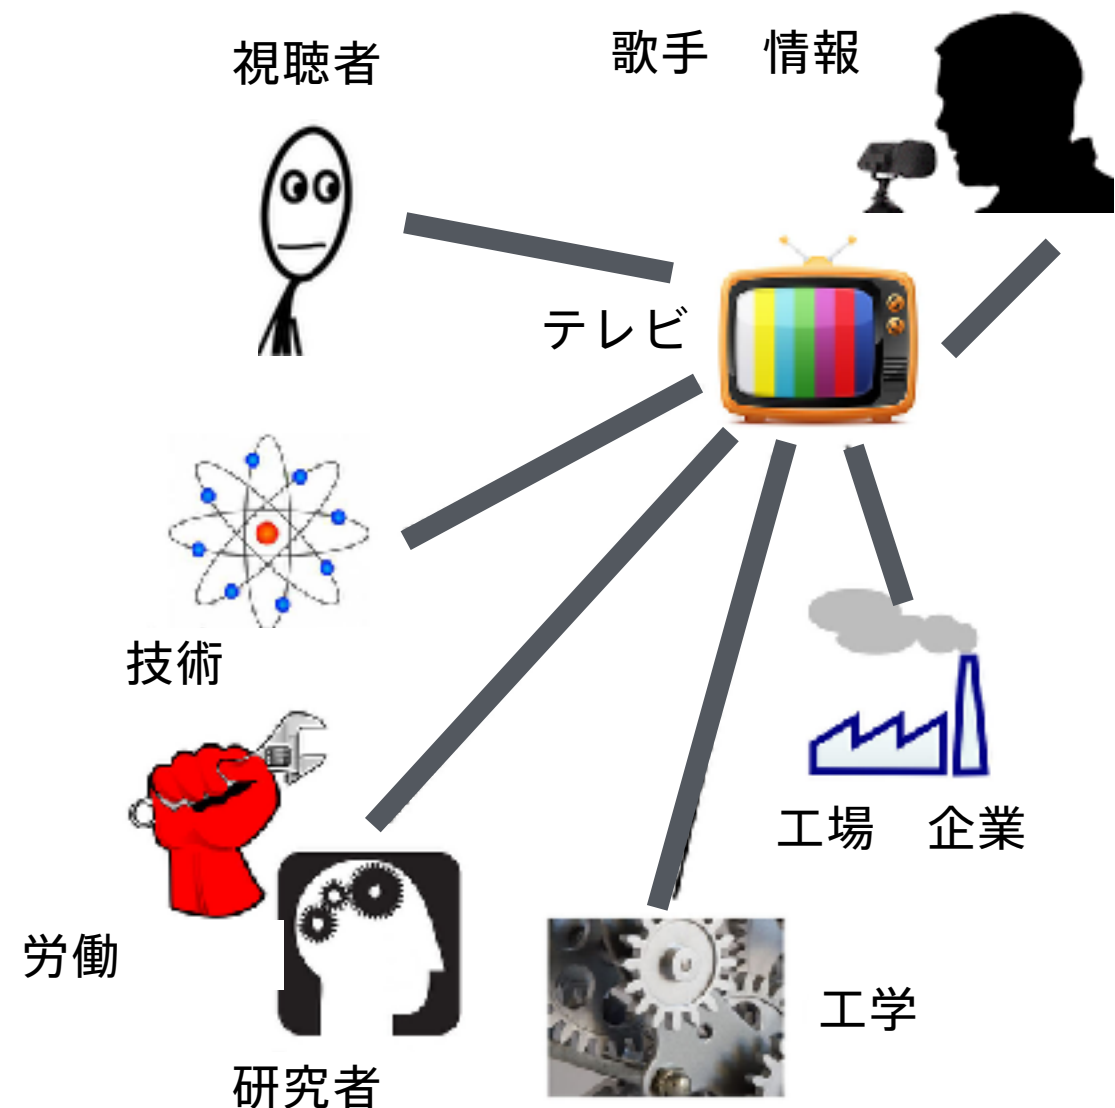 視聴者
歌手　情報
テレビ
技術
工場　企業
労働
工学
研究者